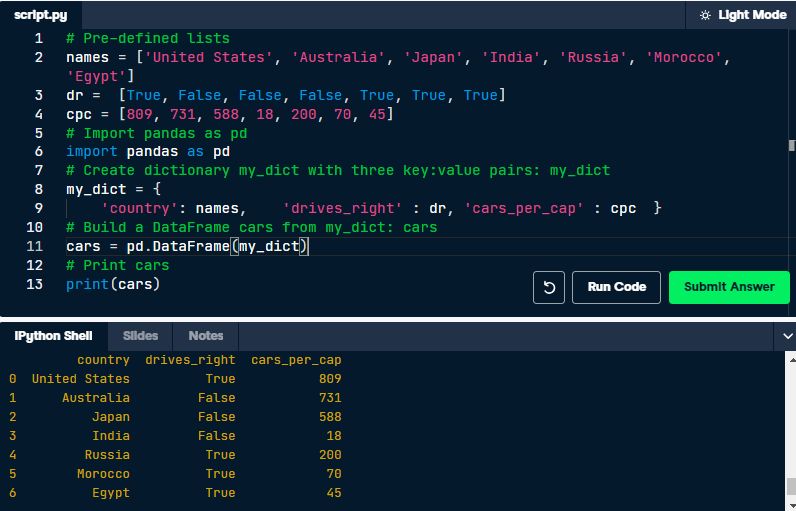 script.py
Light Mode
1 # Pre-defined lists
2 names = ['United States', 'Australia', 'Japan', 'India', 'Russia', 'Morocco',
'Egypt']
3 dr =  [True, False, False, False, True, True, True]
4 cpc = [809, 731, 588, 18, 200, 70, 45]
5 # Import pandas as pd
6 import pandas as pd
7 # Create dictionary my_dict with three key:value pairs: my_dict
8 my_dict = {
9     'country': names,    'drives_right' : dr, 'cars_per_cap' : cpc  }
10 # Build a DataFrame cars from my_dict: cars
11 cars = pd.DataFrame(my_dict)
12 # Print cars
13 print(cars)
Run Code
Submit Answer
IPython Shell
Slides
Notes
country  drives_right  cars_per_cap
0  United States  True  809
1  Australia  False  731
2  Japan  False  588
3  India  False  18
4  Russia  True  200
5  Morocco  True  70
6  Egypt  True  45